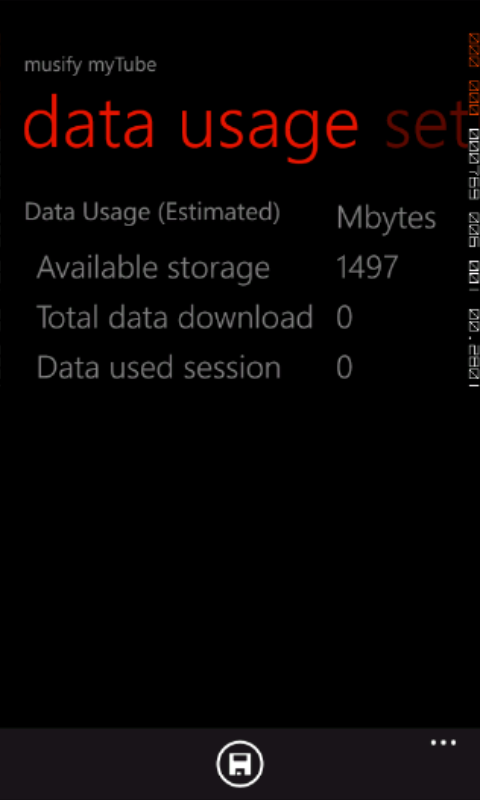 musify myTube
data usage set
Data Usage (Estimated) Mbytes
Available storage 1497
Total data download 0
Data used session 0